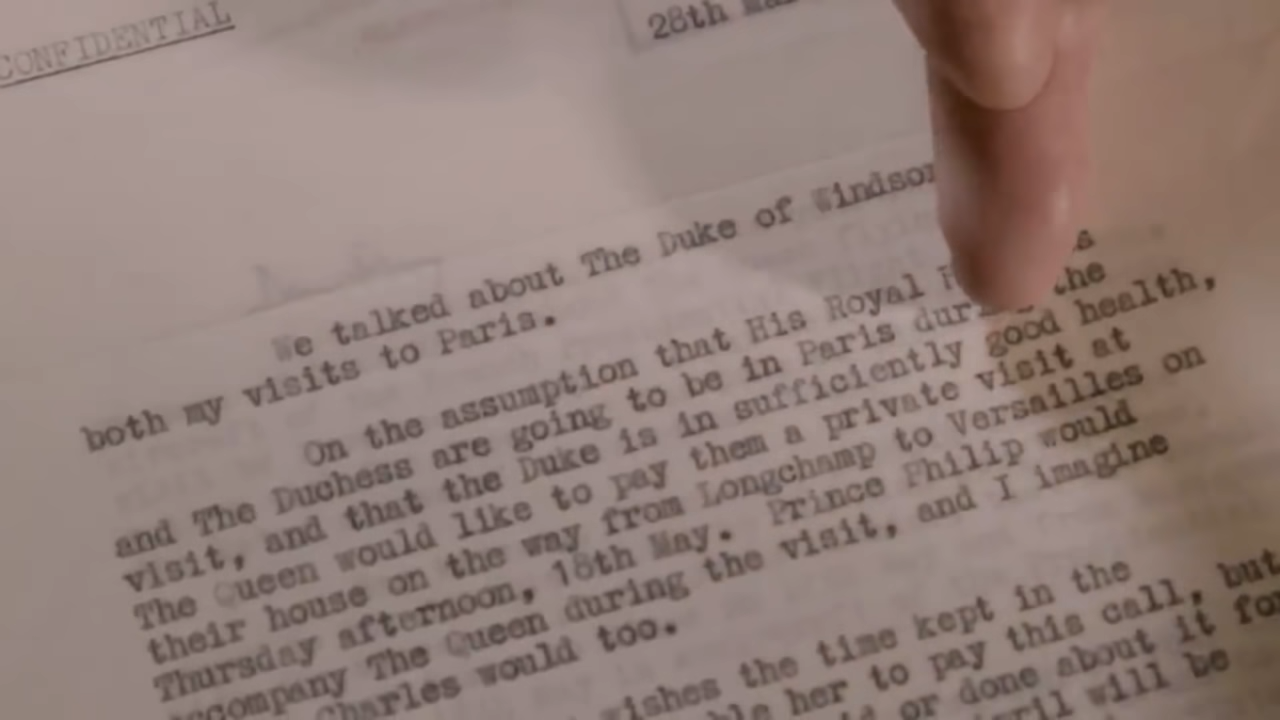 CONFIDENTIAL
28th
We talked about The Duke of Windsor
both my visits to Paris.
On the assumption that His Royal
and The Duchess are going to be in Paris during the
visit, and that the Duke is in sufficiently good health,
The Queen would like to pay them a private visit at
their house on the way from Longchamp to Versailles on
Thursday afternoon, 18th May. Prince Philip would
accompany The Queen during the visit, and I imagine
Charles would too.
wishes the time kept in the
her to pay this call, but
or done about it for
will be